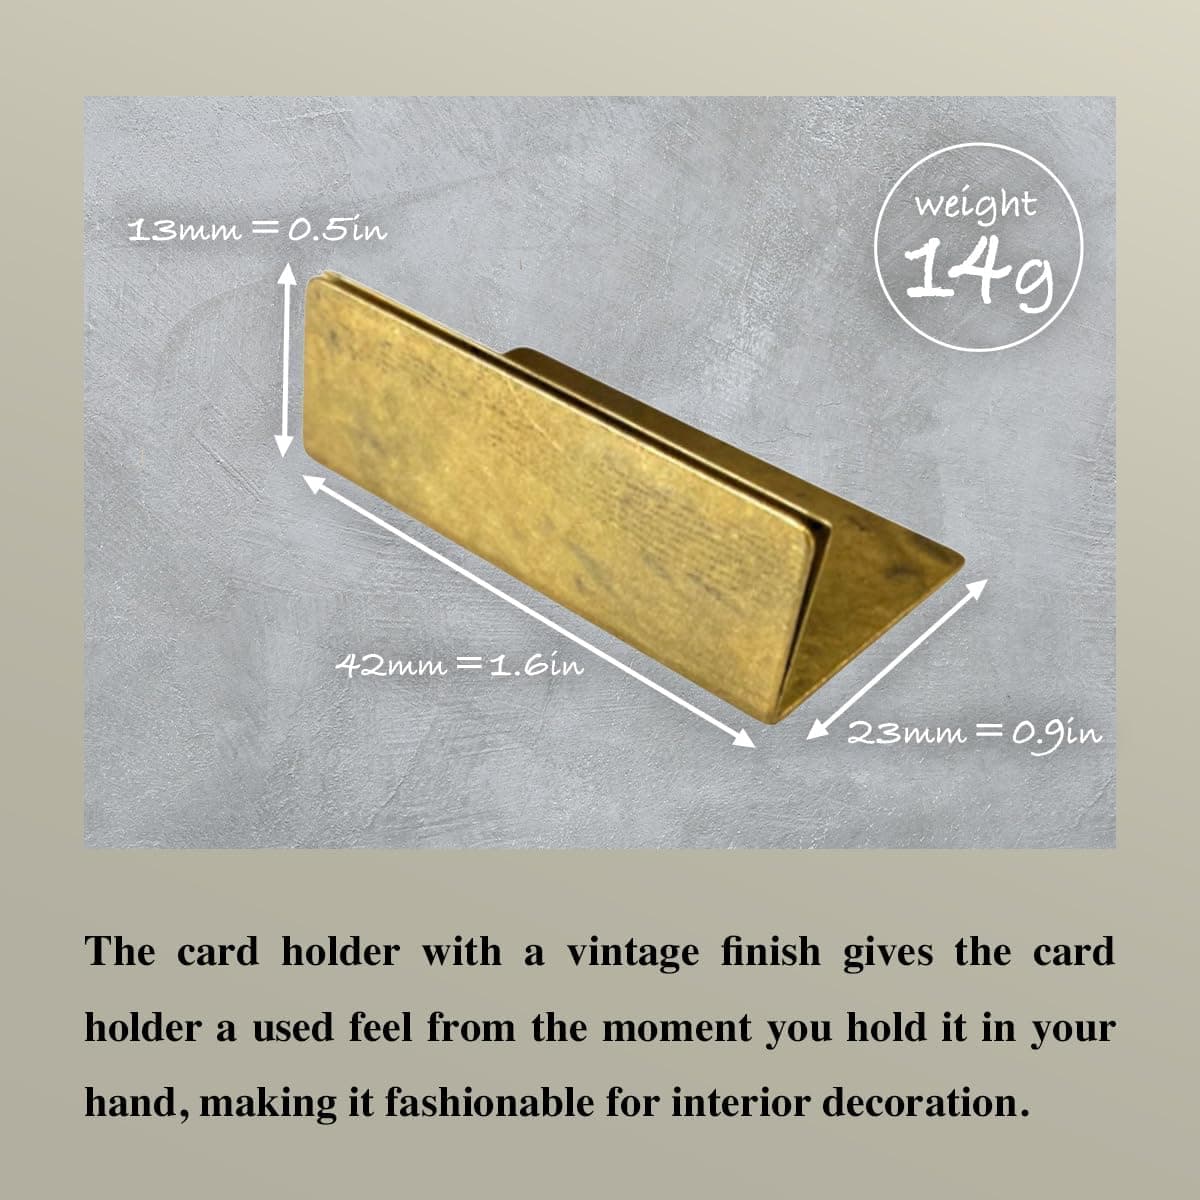 weight
14g
13mm = 0.5in
42mm = 1.6in
23mm = 0.9in
The card holder with a vintage finish gives the card
holder a used feel from the moment you hold it in your
hand, making it fashionable for interior decoration.